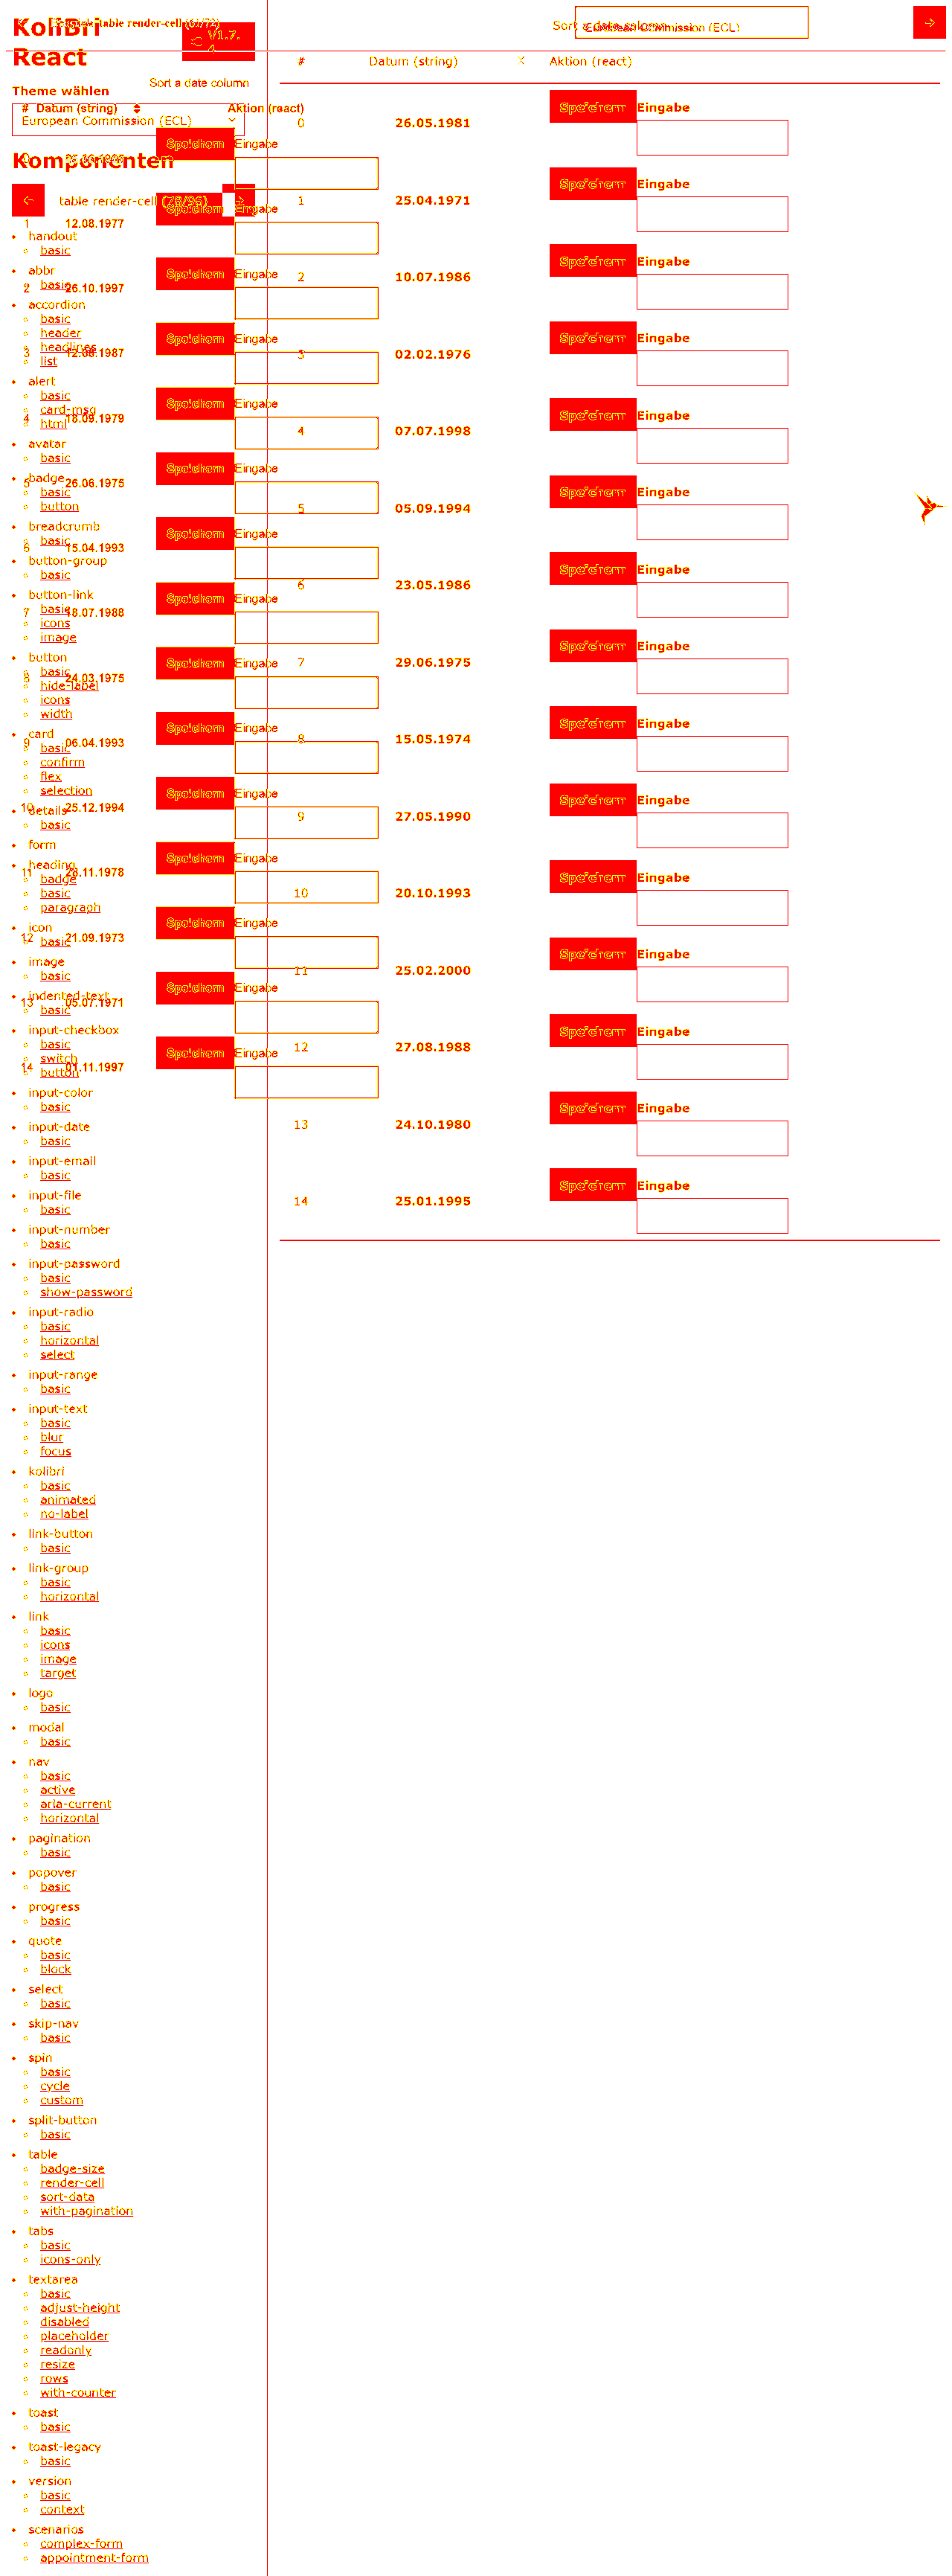 KoliBri
React
Theme wählen
European Commission (ECL)
Komponenten
table render-cell
handout
basic
abbr
basic
accordion
basic
header
headlines
list
alert
basic
card-msg
html
avatar
basic
badge
basic
button
breadcrumb
basic
button-group
basic
button-link
basic
icons
image
button
basic
hide-label
icons
width
card
basic
confirm
flex
selection
details
basic
form
heading
badge
basic
paragraph
icon
basic
image
basic
indented-text
basic
input-checkbox
basic
switch
button
input-color
basic
input-date
basic
input-email
basic
input-file
basic
input-number
basic
input-password
basic
show-password
input-radio
basic
horizontal
select
input-range
basic
input-text
basic
blur
focus
kolibri
basic
animated
no-label
link-button
basic
link-group
basic
horizontal
link
basic
icons
image
target
logo
basic
modal
basic
nav
basic
active
aria-current
horizontal
pagination
basic
popover
basic
progress
basic
quote
basic
block
select
basic
skip-nav
basic
spin
basic
cycle
custom
split-button
basic
table
badge-size
render-cell
sort-data
with-pagination
tabs
basic
icons-only
textarea
basic
adjust-height
disabled
placeholder
readonly
resize
rows
with-counter
toast
basic
toast-legacy
basic
version
basic
context
scenarios
complex-form
appointment-form
Sort a date column
# Datum (string) Aktion (react)
Speichern Eingabe
1 12.08.1977 Speichern Eingabe
2 26.10.1997 Speichern Eingabe
3 12.08.1987 Speichern Eingabe
4 18.09.1979 Speichern Eingabe
5 26.06.1975 Speichern Eingabe
6 15.04.1993 Speichern Eingabe
7 18.07.1988 Speichern Eingabe
8 24.03.1975 Speichern Eingabe
9 06.04.1993 Speichern Eingabe
10 25.12.1994 Speichern Eingabe
11 28.11.1978 Speichern Eingabe
12 21.09.1973 Speichern Eingabe
13 05.07.1971 Speichern Eingabe
14 01.11.1997 Speichern Eingabe
Sort a date column
European Commission (ECL)
# Datum (string) Aktion (react)
0 26.05.1981 Speichern Eingabe
1 25.04.1971 Speichern Eingabe
2 10.07.1986 Speichern Eingabe
3 02.02.1976 Speichern Eingabe
4 07.07.1998 Speichern Eingabe
5 05.09.1994 Speichern Eingabe
6 23.05.1986 Speichern Eingabe
7 29.06.1975 Speichern Eingabe
8 15.05.1974 Speichern Eingabe
9 27.05.1990 Speichern Eingabe
10 20.10.1993 Speichern Eingabe
11 25.02.2000 Speichern Eingabe
12 27.08.1988 Speichern Eingabe
13 24.10.1980 Speichern Eingabe
14 25.01.1995 Speichern Eingabe